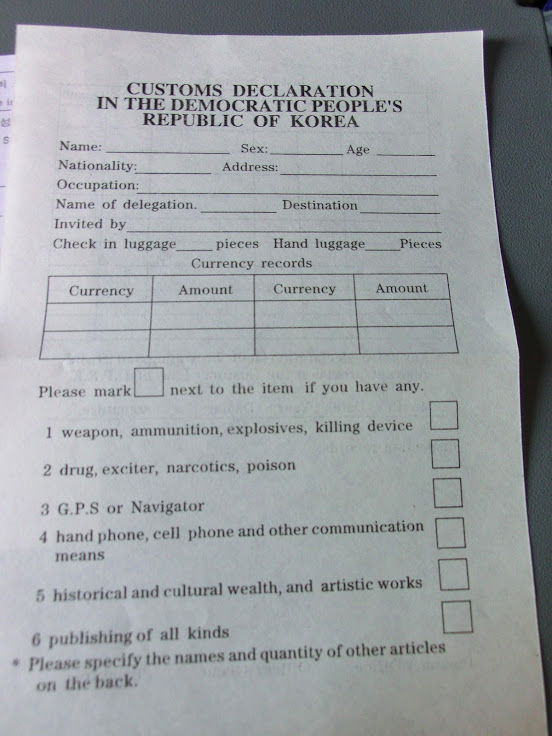 CUSTOMS DECLARATION
IN THE DEMOCRATIC PEOPLE'S
REPUBLIC OF KOREA
Name: Sex: Age
Nationality: Address:
Occupation:
Name of delegation. Destination
Invited by
Check in luggage pieces Hand luggage Pieces
Currency records
Currency Amount Currency Amount
Please mark next to the item if you have any.
1 weapon, ammunition, explosives, killing device
2 drug, exciter, narcotics, poison
3 G.P.S or Navigator
4 hand phone, cell phone and other communication
means
5 historical and cultural wealth, and artistic works
6 publishing of all kinds
* Please specify the names and quantity of other articles
on the back.